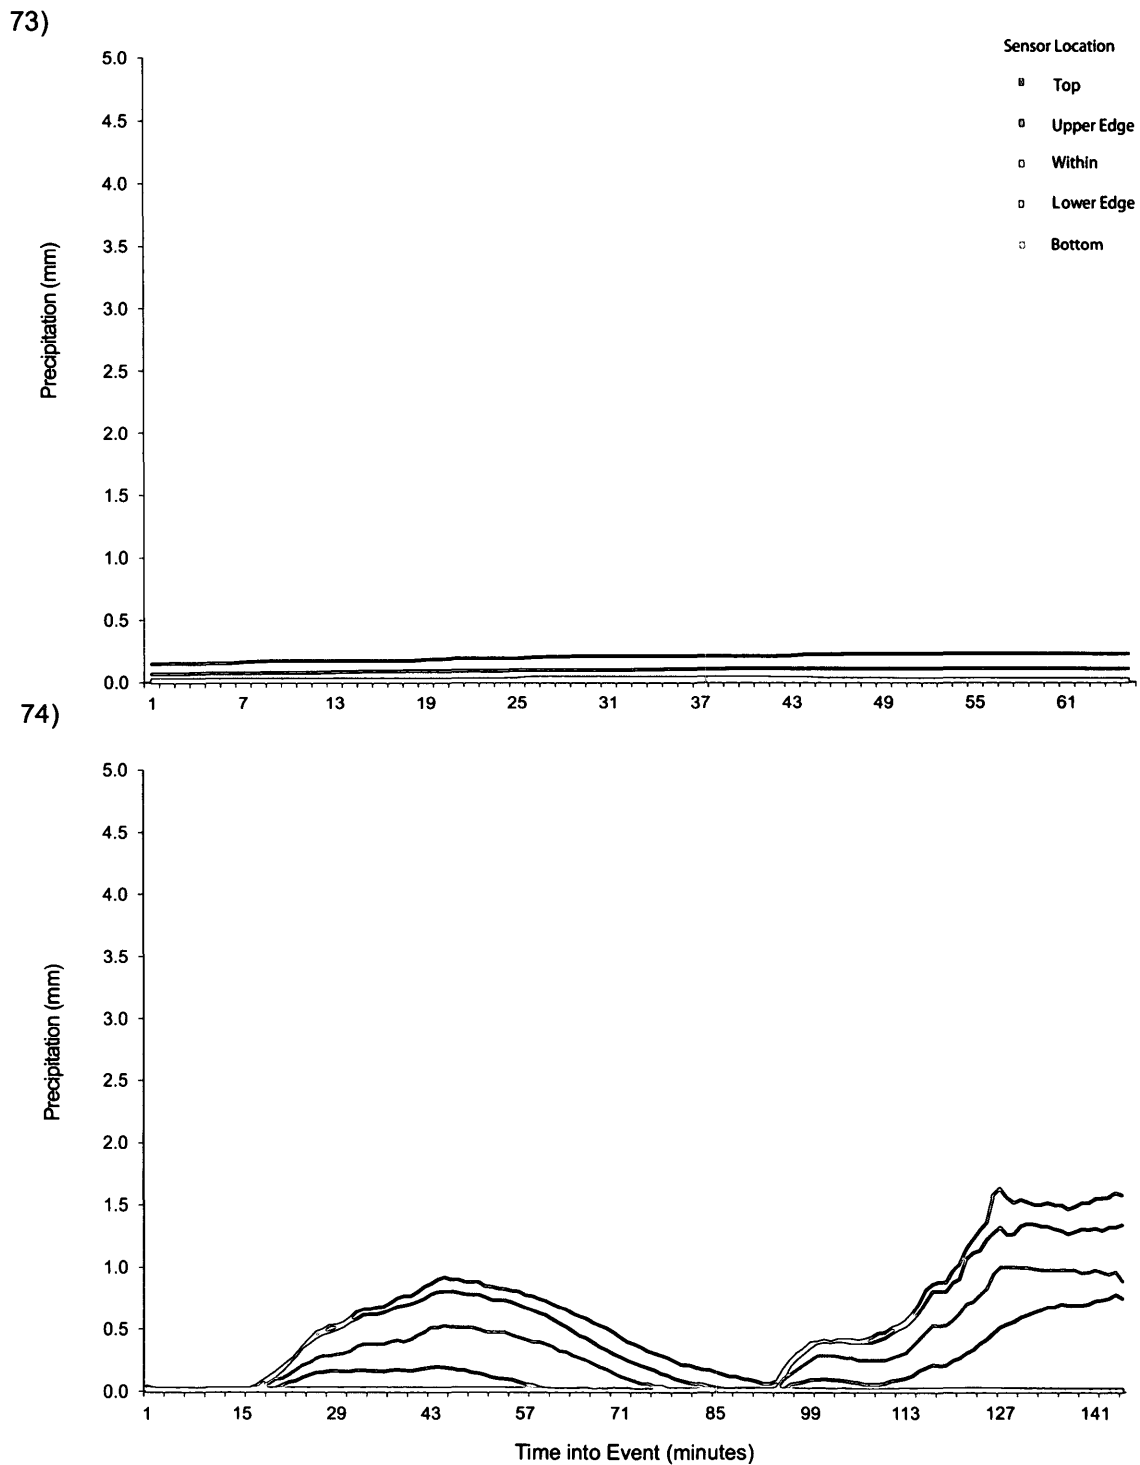 73)
Sensor Location
Top
Upper Edge
Within
Lower Edge
Bottom
5.0
4.5
4.0
3.5
3.0
2.5
2.0
1.5
1.0
0.5
0.0
Precipitation (mm)
1 7 13 19 25 31 37 43 49 55 61
74)
5.0
4.5
4.0
3.5
3.0
2.5
2.0
1.5
1.0
0.5
0.0
Precipitation (mm)
1 15 29 43 57 71 85 99 113 127 141
Time into Event (minutes)